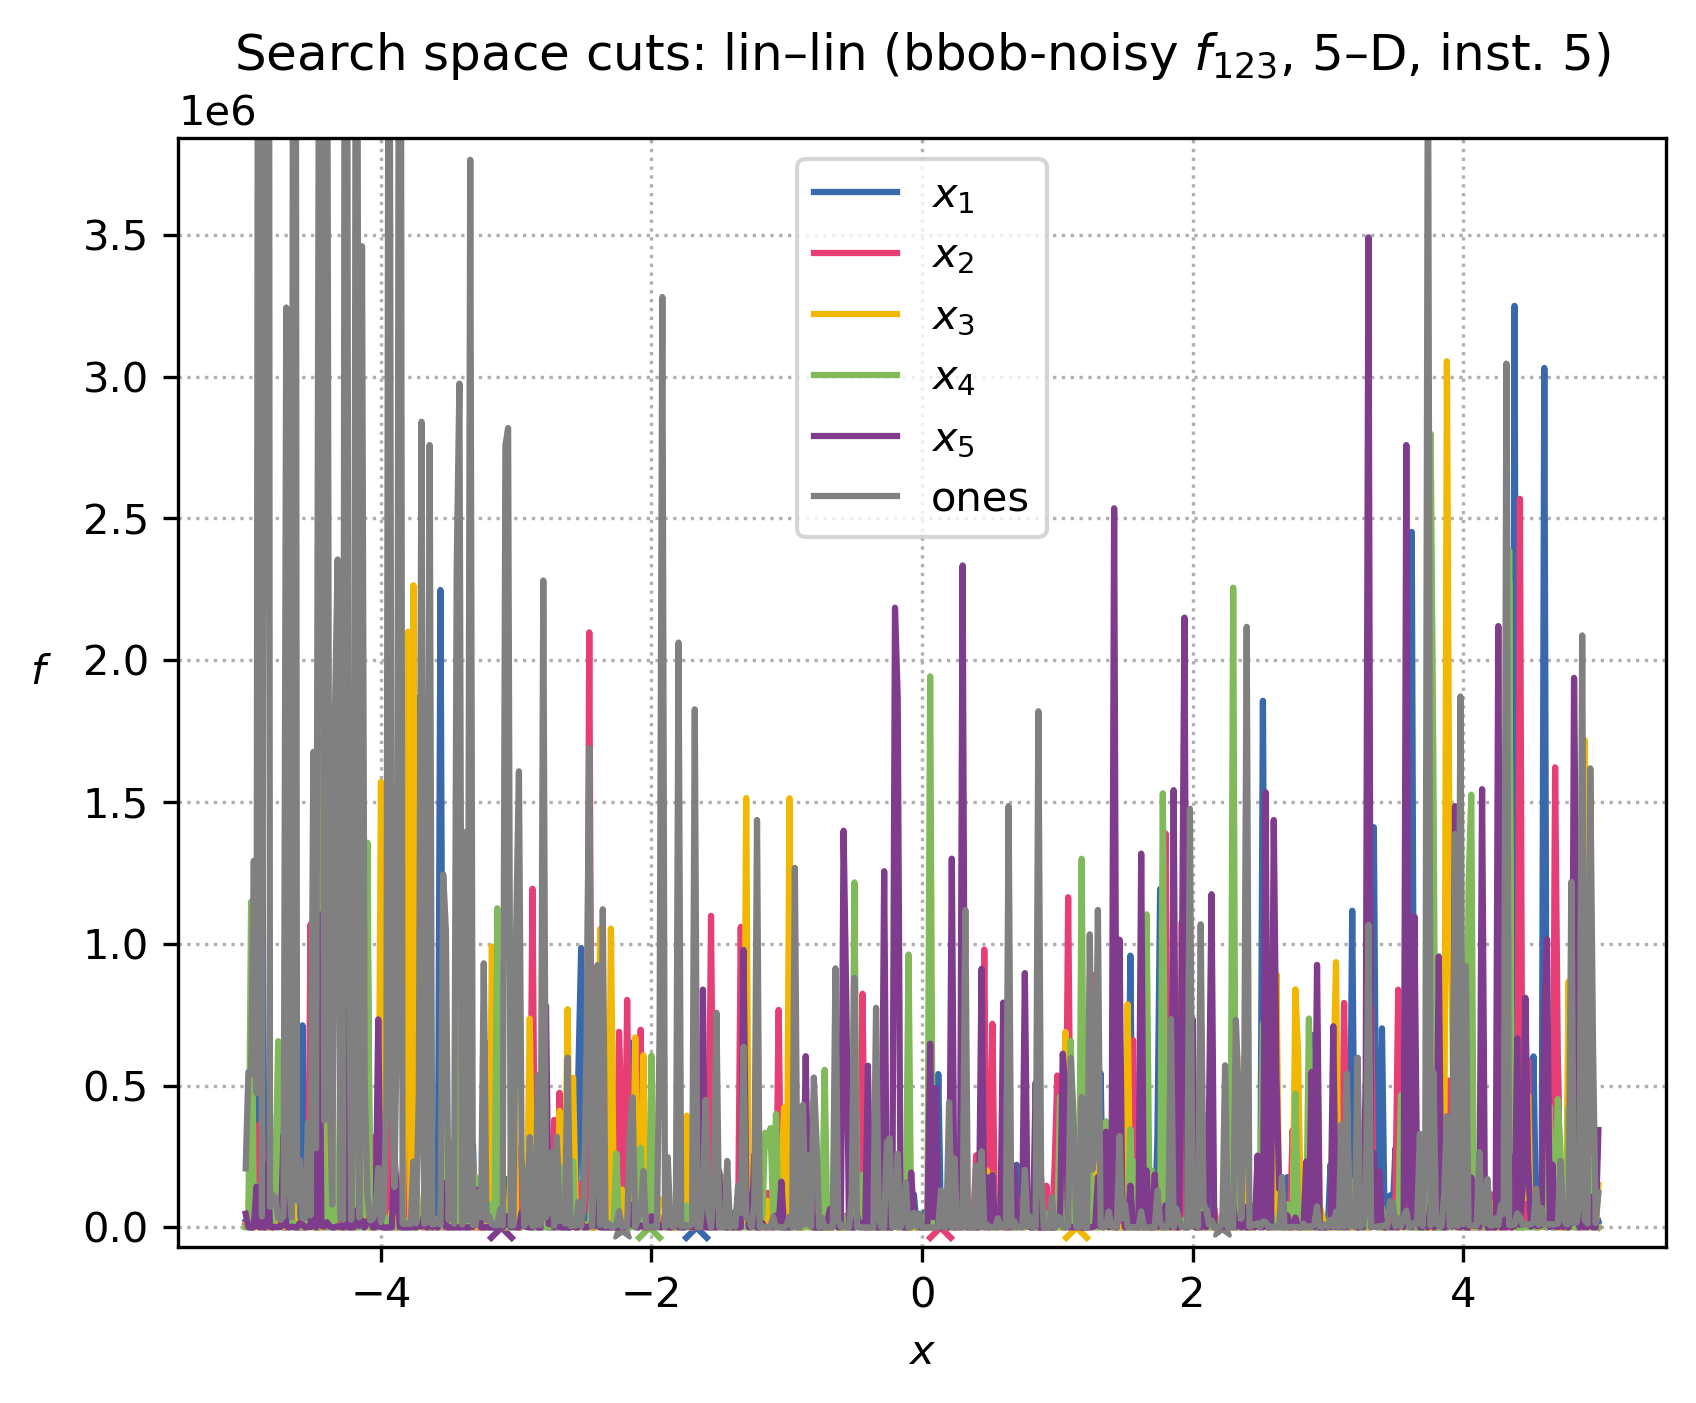 Search space cuts: lin–lin (bbob-noisy f₁₂₃, 5–D, inst. 5)
1e6
x₁
x₂
x₃
x₄
x₅
ones
3.5
3.0
2.5
2.0
1.5
1.0
0.5
0.0
f
−4 −2 0 2 4
x